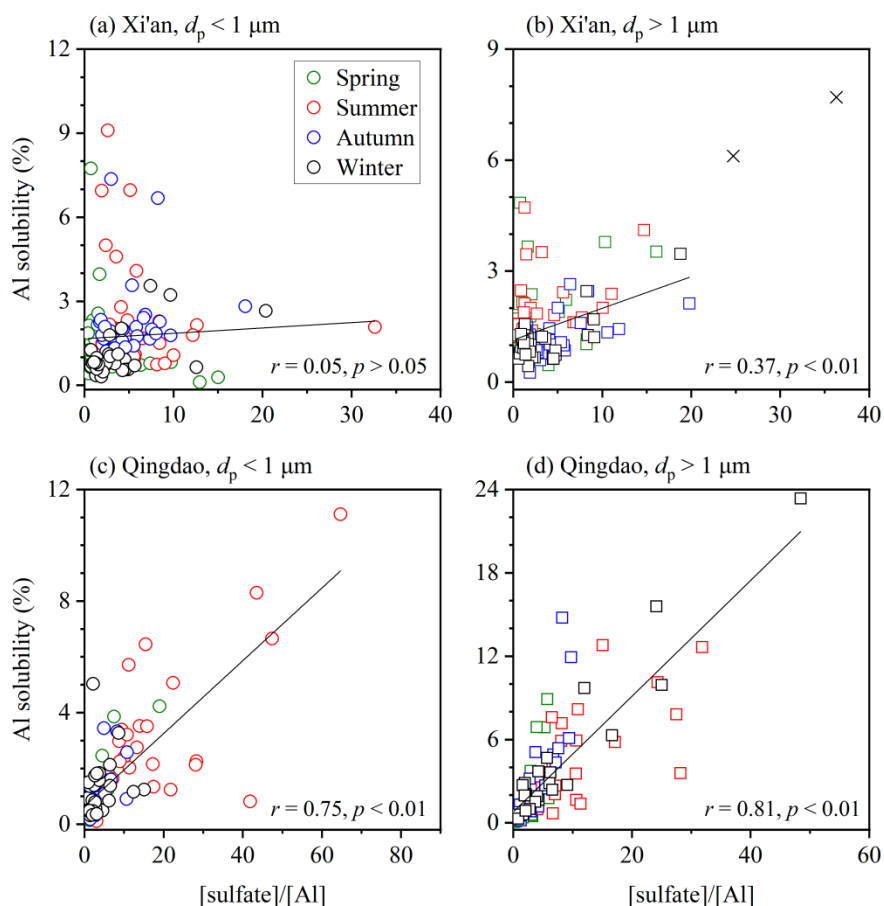 (a) Xi'an, dp < 1 μm
(b) Xi'an, dp > 1 μm
12
9
6
3
0
Al solubility (%)
Spring
Summer
Autumn
Winter
r = 0.05, p > 0.05
0 10 20 30 40
9
6
3
0
r = 0.37, p < 0.01
0 10 20 30 40
(c) Qingdao, dp < 1 μm
(d) Qingdao, dp > 1 μm
12
8
4
0
Al solubility (%)
r = 0.75, p < 0.01
0 20 40 60 80
[sulfate]/[Al]
24
18
12
6
0
r = 0.81, p < 0.01
0 20 40 60
[sulfate]/[Al]